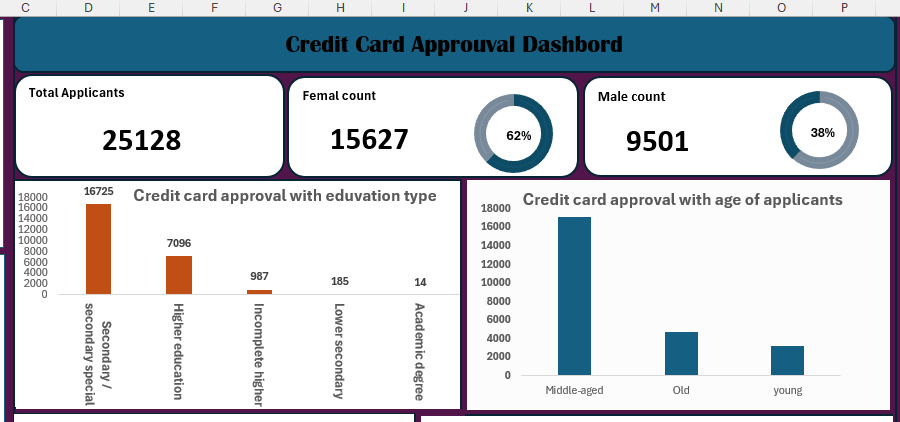 C D E F G H I J K L M N O P
Credit Card Approuval Dashbord
Total Applicants
25128
Femal count
15627
62%
Male count
9501
38%
Credit card approval with eduvation type
18000
16000
14000
12000
10000
8000
6000
4000
2000
0
16725
7096
987
185
14
Secondary /
secondary special
Higher education
Incomplete higher
Lower secondary
Academic degree
Credit card approval with age of applicants
18000
16000
14000
12000
10000
8000
6000
4000
2000
0
Middle-aged
Old
young